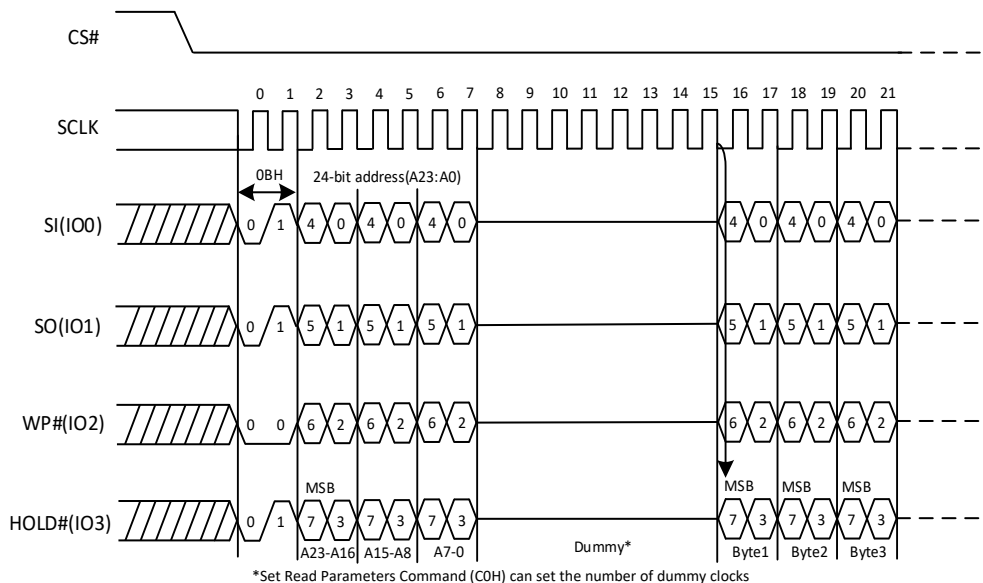 CS#
0 1 2 3 4 5 6 7 8 9 10 11 12 13 14 15 16 17 18 19 20 21
SCLK
0BH 24-bit address(A23:A0)
SI(IO0) 0 1 4 0 4 0 4 0 4 0 4 0 4 0
SO(IO1) 0 1 5 1 5 1 5 1 5 1 5 1 5 1
WP#(IO2) 0 0 6 2 6 2 6 2 6 2 6 2 6 2
MSB MSB MSB MSB
HOLD#(IO3) 0 1 7 3 7 3 7 3 7 3 7 3 7 3
A23-A16 A15-A8 A7-0 Dummy* Byte1 Byte2 Byte3
*Set Read Parameters Command (C0H) can set the number of dummy clocks